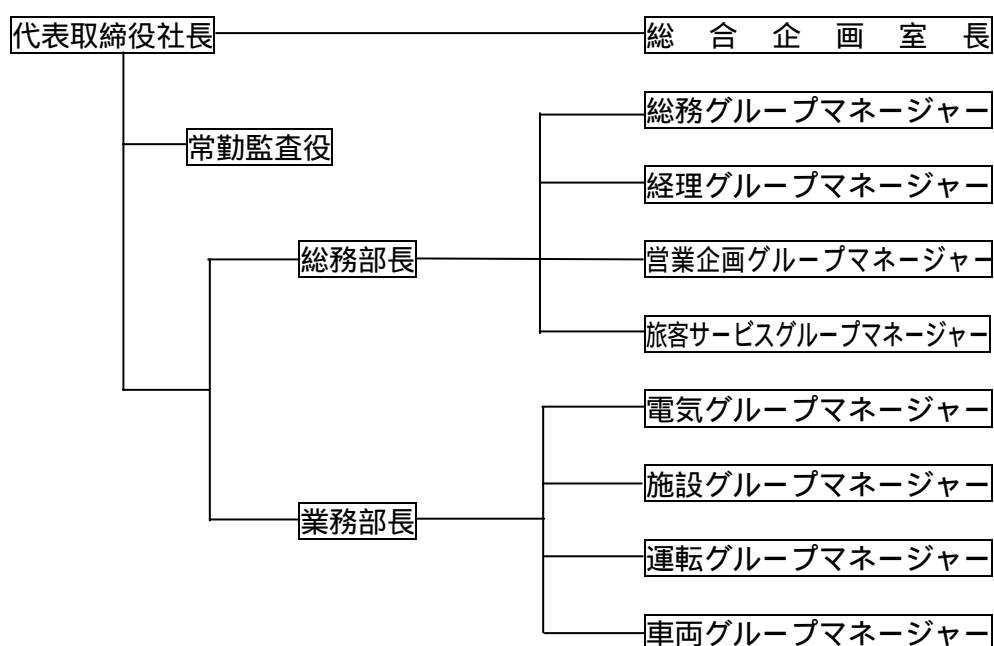 代表取締役社長
総合企画室長
総務グループマネージャー
常勤監査役
経理グループマネージャー
総務部長
営業企画グループマネージャー
旅客サービスグループマネージャー
電気グループマネージャー
施設グループマネージャー
業務部長
運転グループマネージャー
車両グループマネージャー